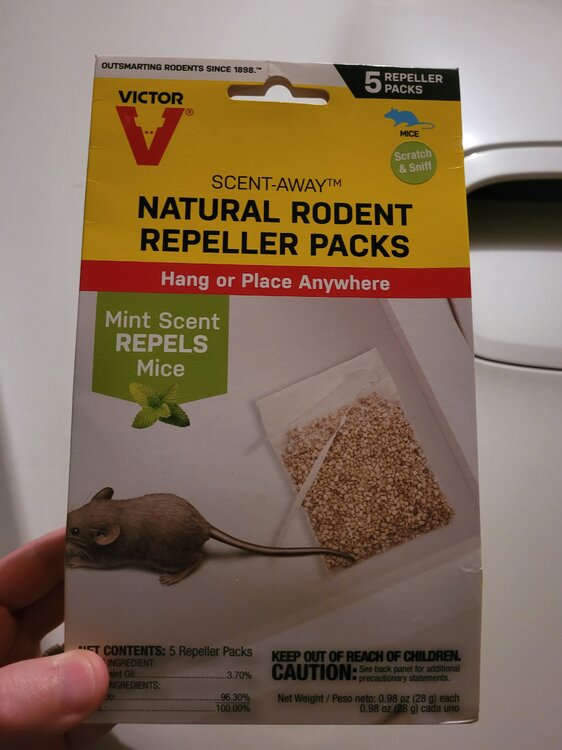 OUTSMARTING RODENTS SINCE 1898.™
5 REPELLER
PACKS
VICTOR
V®
MICE
Scratch
& Sniff
SCENT-AWAY™
NATURAL RODENT
REPELLER PACKS
Hang or Place Anywhere
Mint Scent
REPELS
Mice
CONTENTS: 5 Repeller Packs
INGREDIENT:
Oil 3.70%
INGREDIENTS:
96.30%
100.00%
KEEP OUT OF REACH OF CHILDREN.
CAUTION: See back panel for additional
precautionary statements.
Net Weight / Peso neto: 0.98 oz (28 g) each
0.98 oz (28 g) cada uno